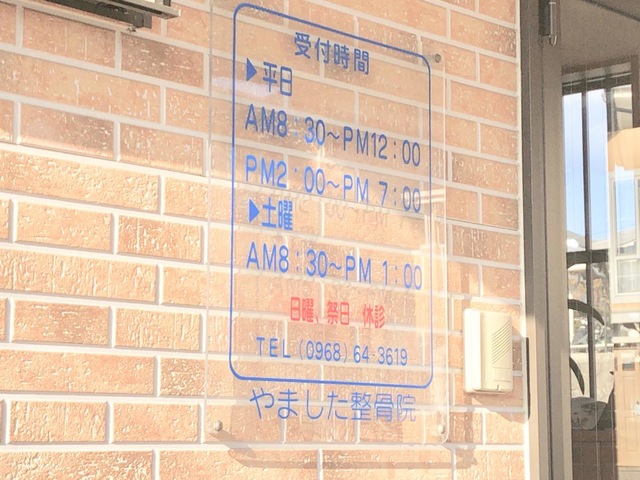 受付時間
▶平日
AM8:30～PM12:00
PM2:00～PM 7:00
▶土曜
AM8:30～PM 1:00
日曜、祭日 休診
TEL (0968) 64-3619
やました整骨院